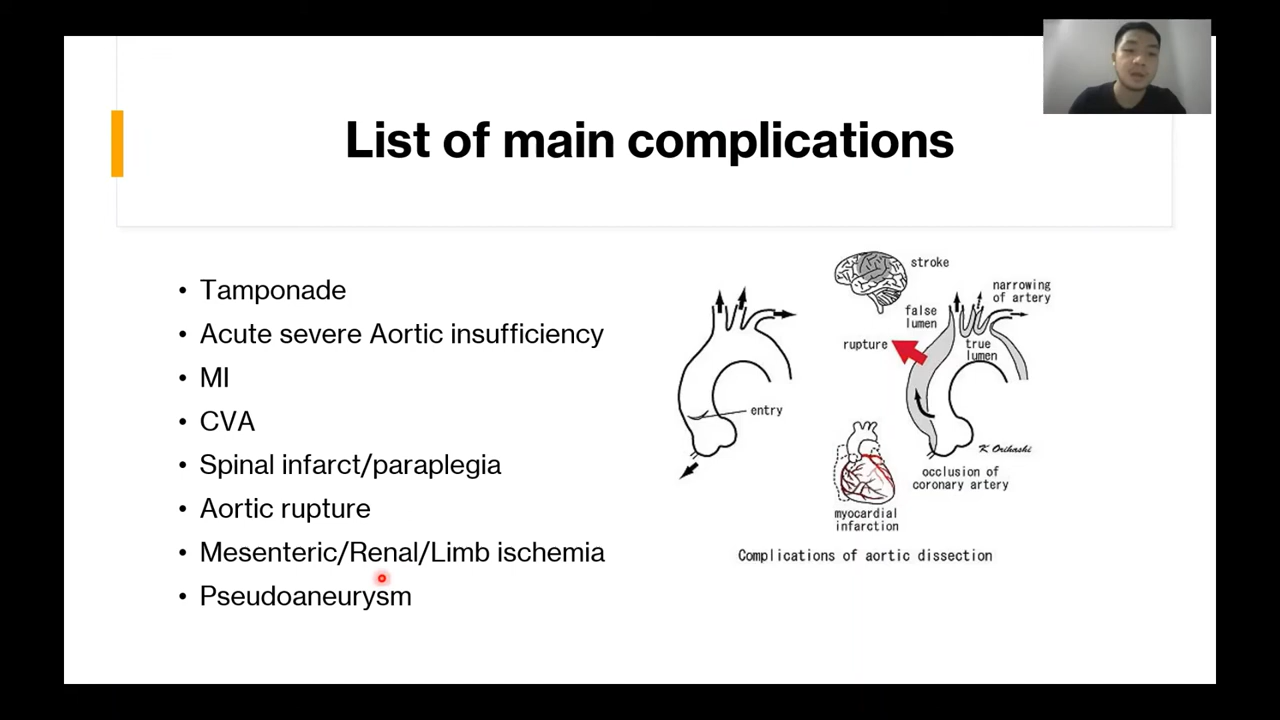 List of main complications
• Tamponade
• Acute severe Aortic insufficiency
• MI
• CVA
• Spinal infarct/paraplegia
• Aortic rupture
• Mesenteric/Renal/Limb ischemia
• Pseudoaneurysm
entry
stroke
narrowing
of artery
false
lumen
rupture
true
lumen
K Orihashi
occlusion of
coronary artery
myocardial
infarction
Complications of aortic dissection